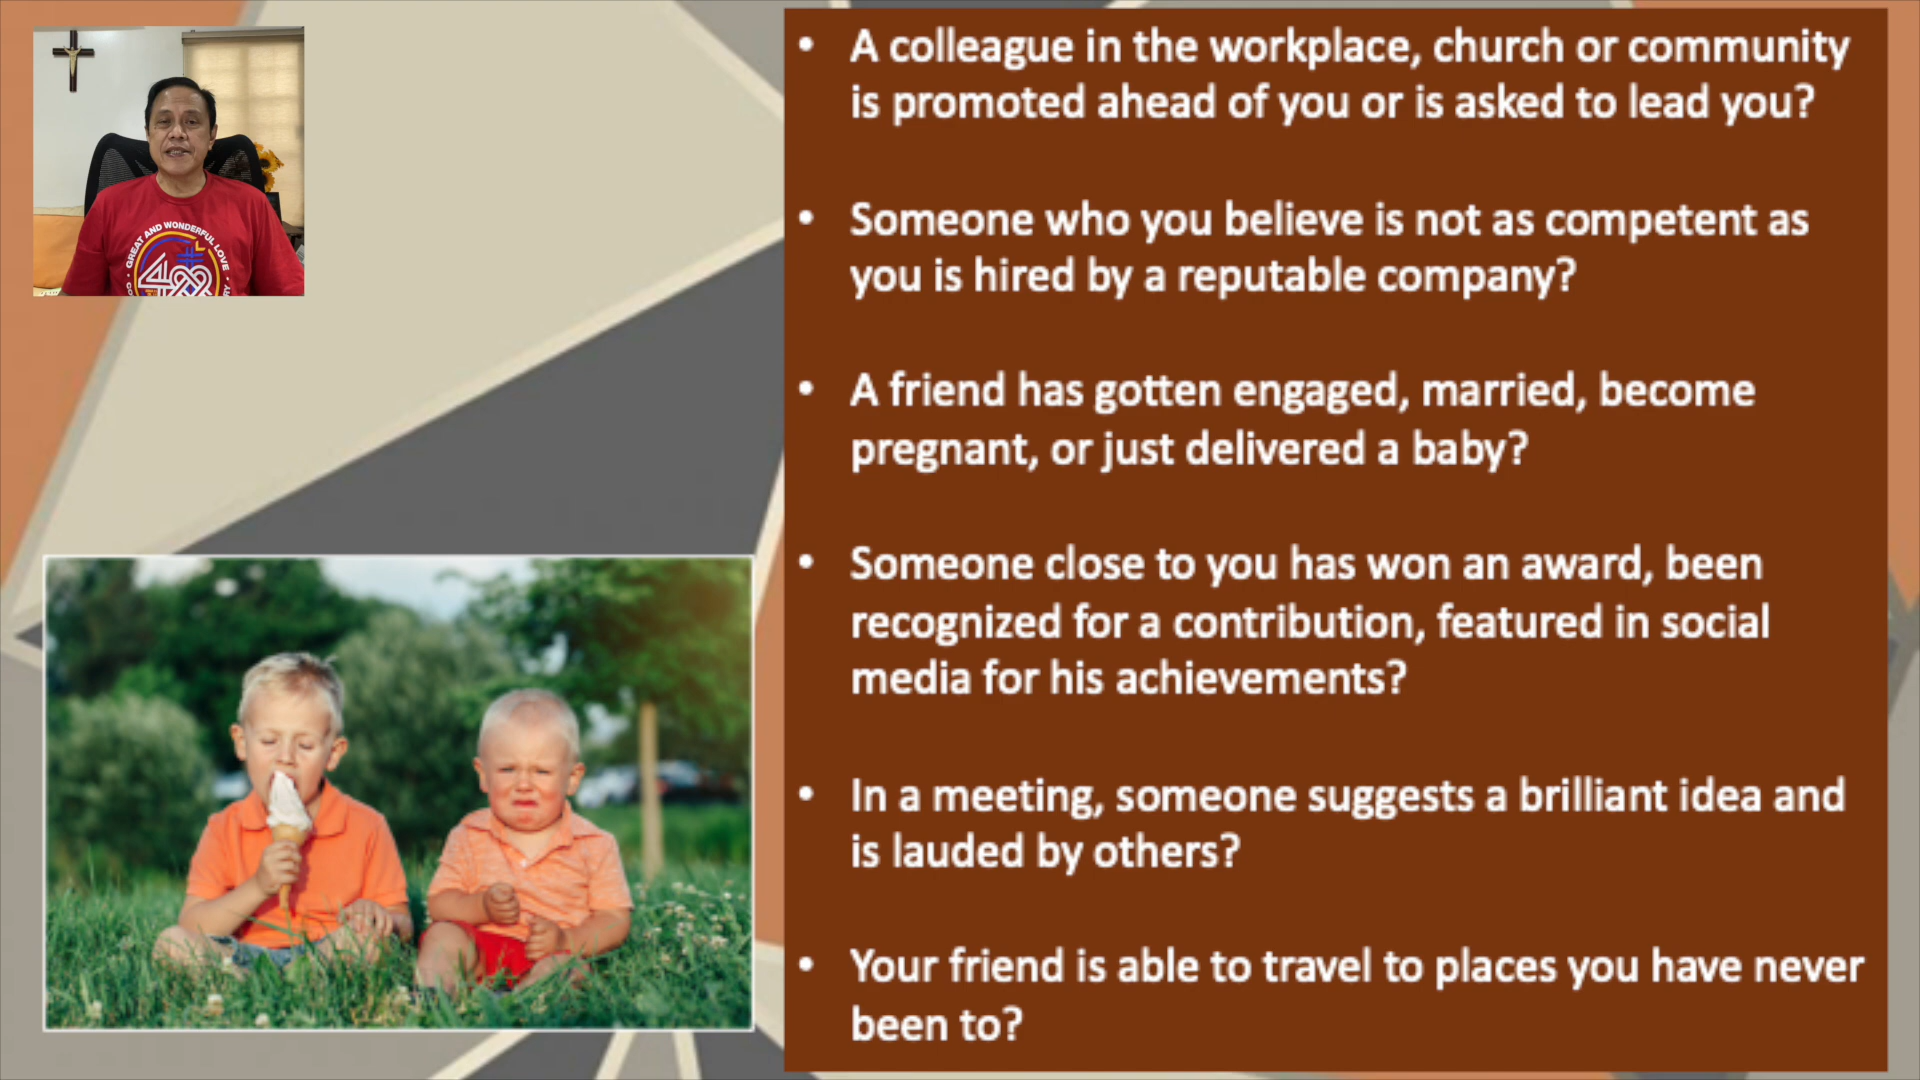 GREAT AND WONDERFUL LOVE
• A colleague in the workplace, church or community
is promoted ahead of you or is asked to lead you?
• Someone who you believe is not as competent as
you is hired by a reputable company?
• A friend has gotten engaged, married, become
pregnant, or just delivered a baby?
• Someone close to you has won an award, been
recognized for a contribution, featured in social
media for his achievements?
• In a meeting, someone suggests a brilliant idea and
is lauded by others?
• Your friend is able to travel to places you have never
been to?